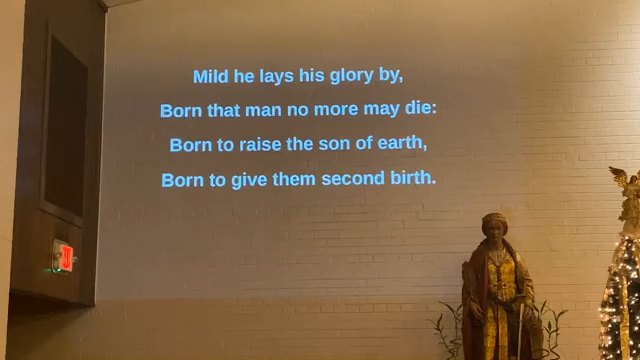 Mild he lays his glory by,
Born that man no more may die:
Born to raise the son of earth,
Born to give them second birth.